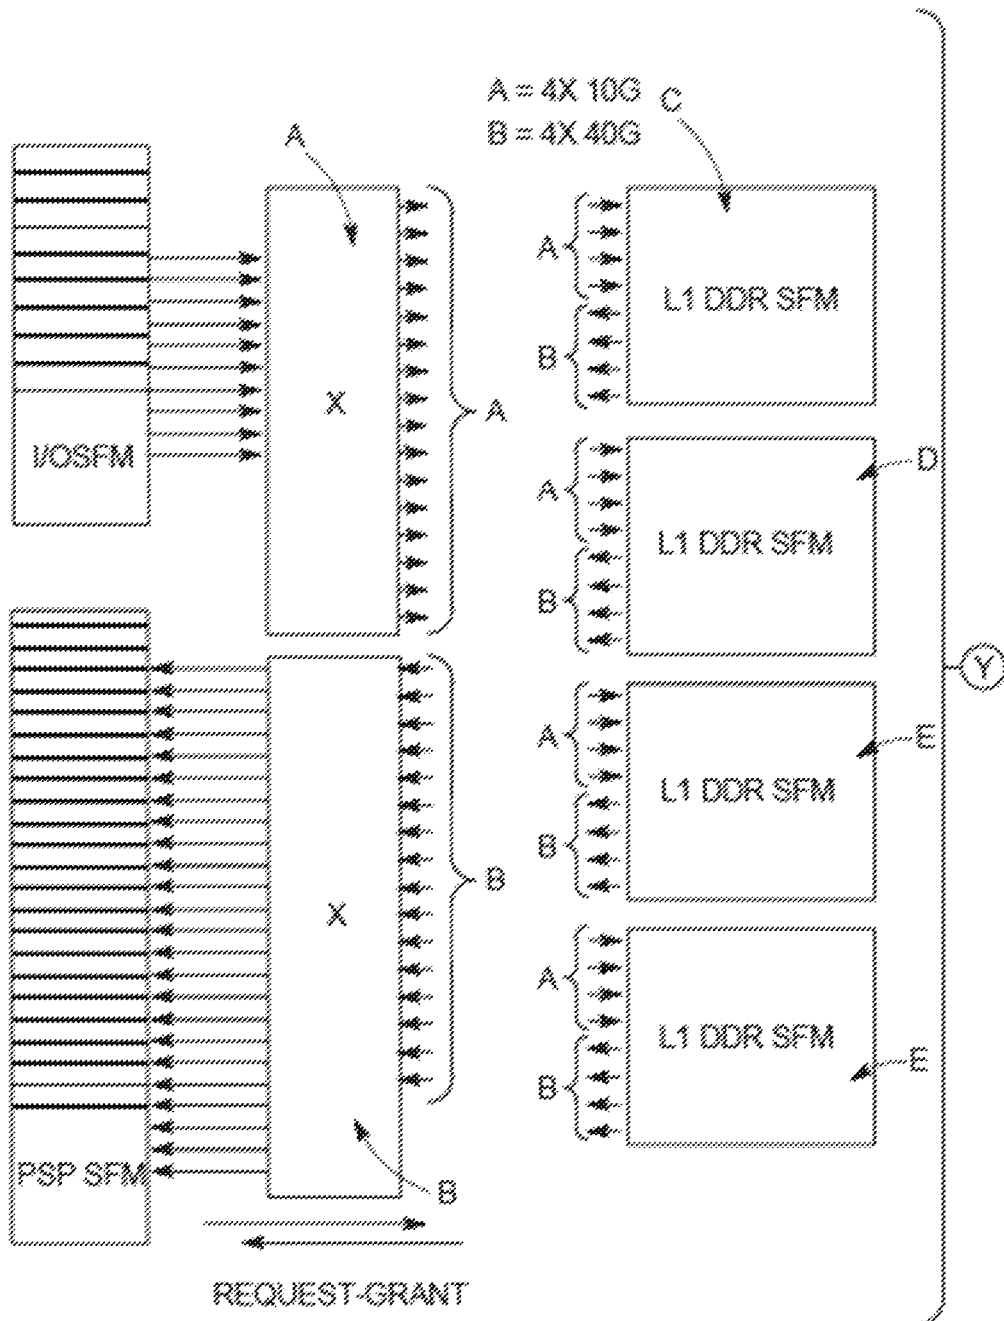 A = 4X 10G
B = 4X 40G
A
C
I/OSFM
X
A
A
B
L1 DDR SFM
A
B
L1 DDR SFM
D
Y
PSP SFM
X
B
B
A
B
L1 DDR SFM
E
A
B
L1 DDR SFM
E
REQUEST-GRANT